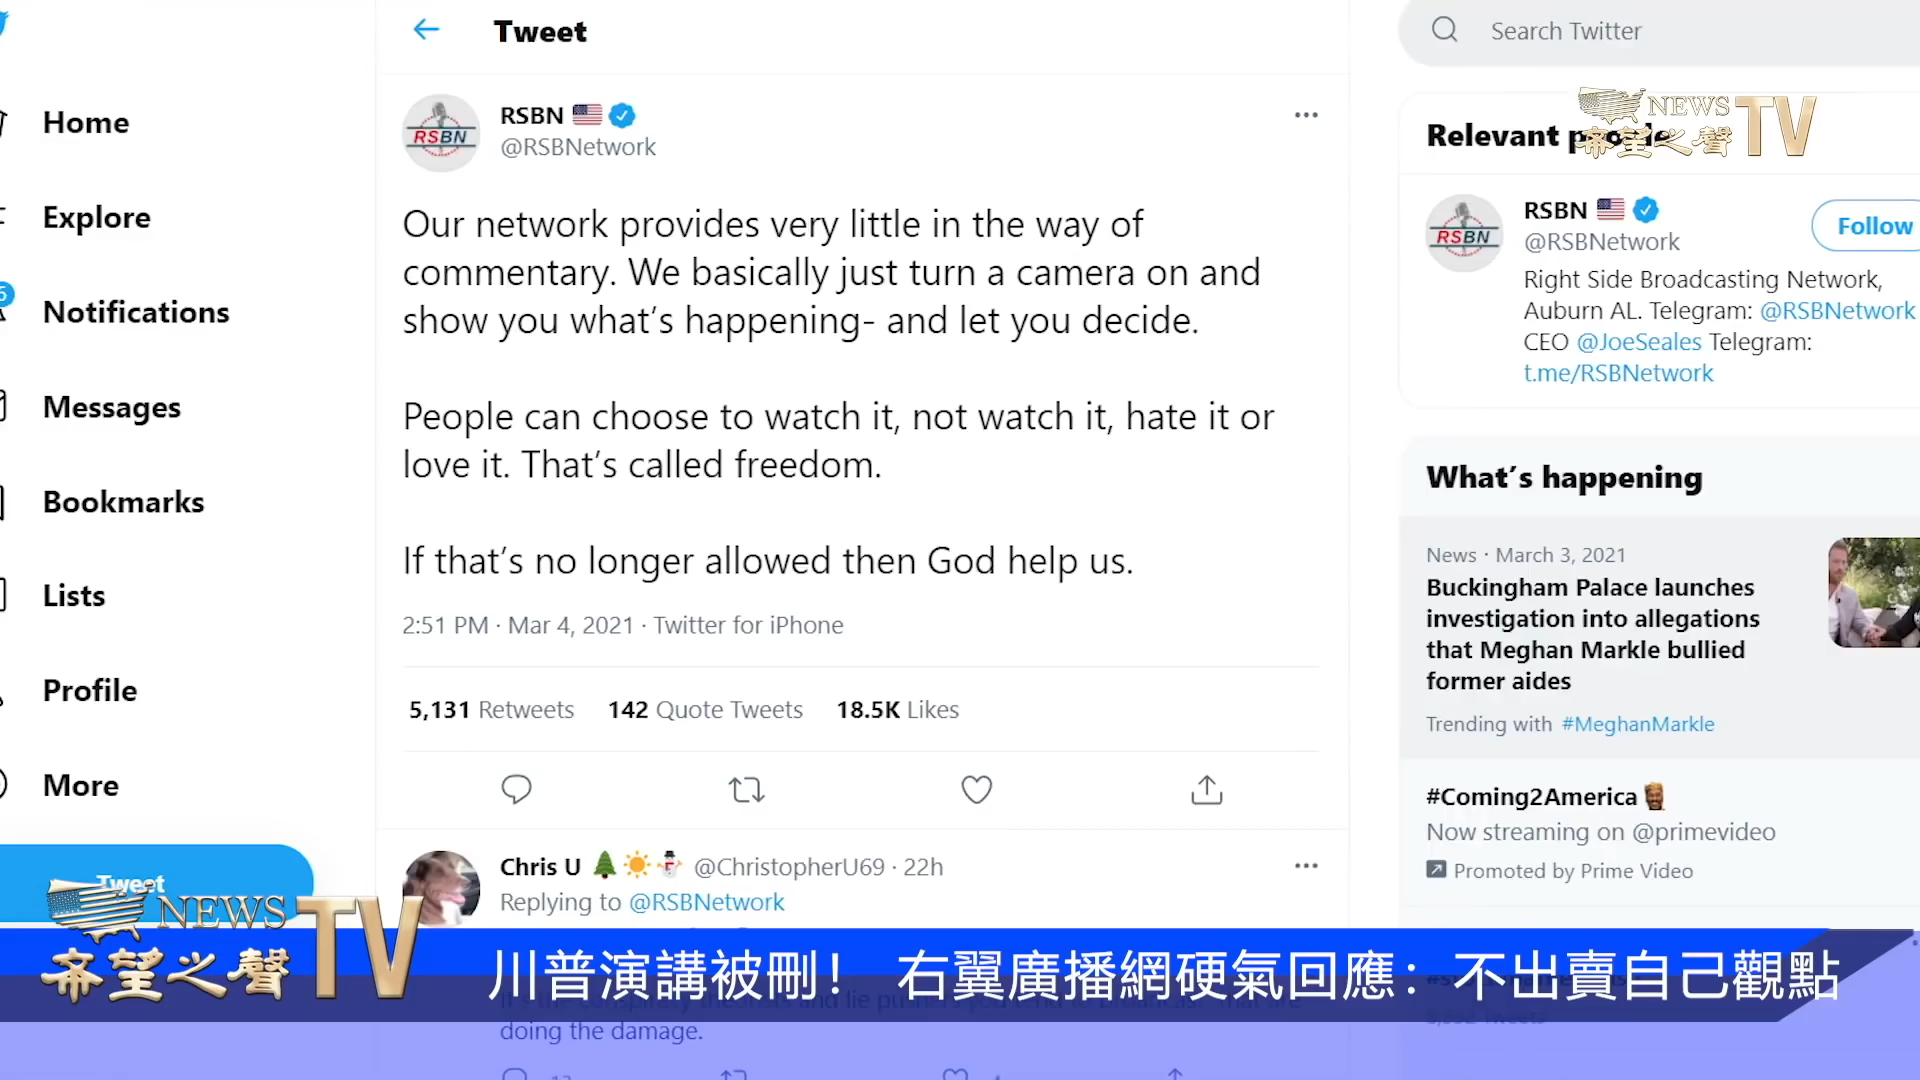 Tweet
Search Twitter
Home
Explore
Notifications
Messages
Bookmarks
Lists
Profile
More
Tweet
RSBN
RSBN
@RSBNetwork
Our network provides very little in the way of
commentary. We basically just turn a camera on and
show you what’s happening- and let you decide.
People can choose to watch it, not watch it, hate it or
love it. That’s called freedom.
If that’s no longer allowed then God help us.
2:51 PM · Mar 4, 2021 · Twitter for iPhone
5,131 Retweets 142 Quote Tweets 18.5K Likes
Chris U @ChristopherU69 · 22h
Replying to @RSBNetwork
doing the damage.
Relevant people
NEWS
希望之聲 TV
RSBN
RSBN
@RSBNetwork
Follow
Right Side Broadcasting Network,
Auburn AL. Telegram: @RSBNetwork
CEO @JoeSeales Telegram:
t.me/RSBNetwork
What’s happening
News · March 3, 2021
Buckingham Palace launches
investigation into allegations
that Meghan Markle bullied
former aides
Trending with #MeghanMarkle
#Coming2America
Now streaming on @primevideo
Promoted by Prime Video
NEWS
希望之聲 TV
川普演講被刪！ 右翼廣播網硬氣回應：不出賣自己觀點